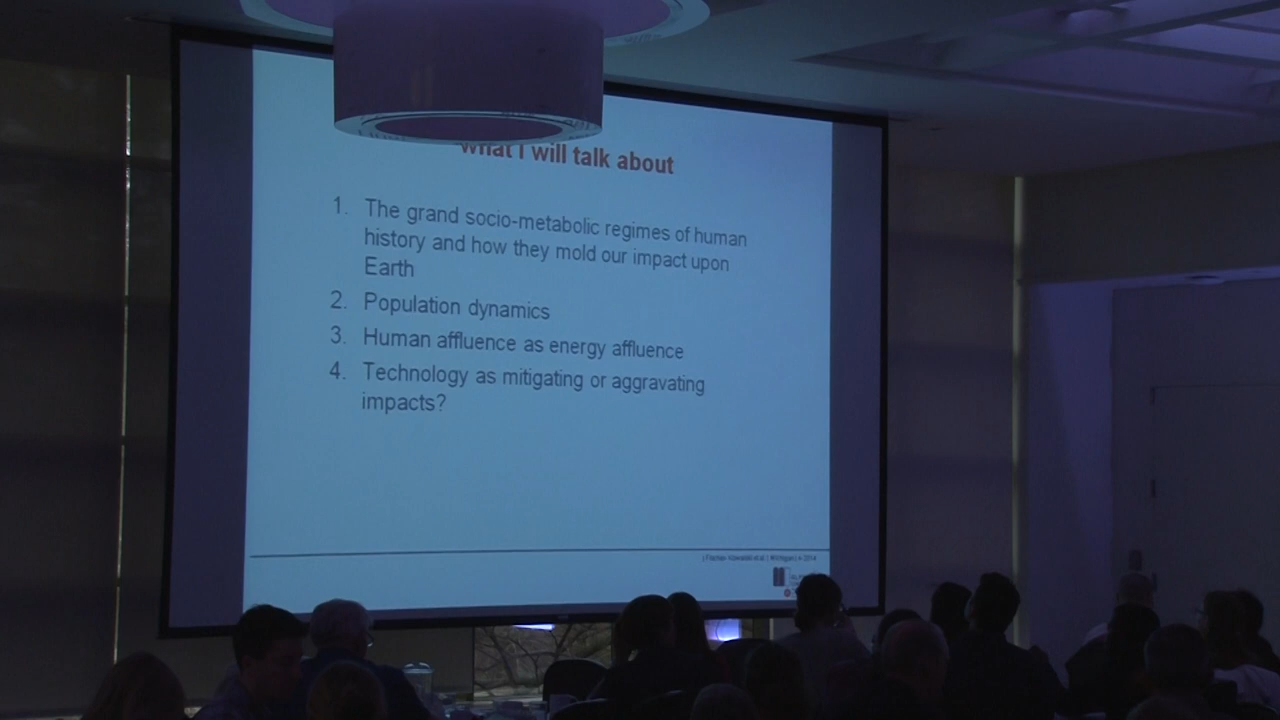 What I will talk about
1. The grand socio-metabolic regimes of human
history and how they mold our impact upon
Earth
2. Population dynamics
3. Human affluence as energy affluence
4. Technology as mitigating or aggravating
impacts?